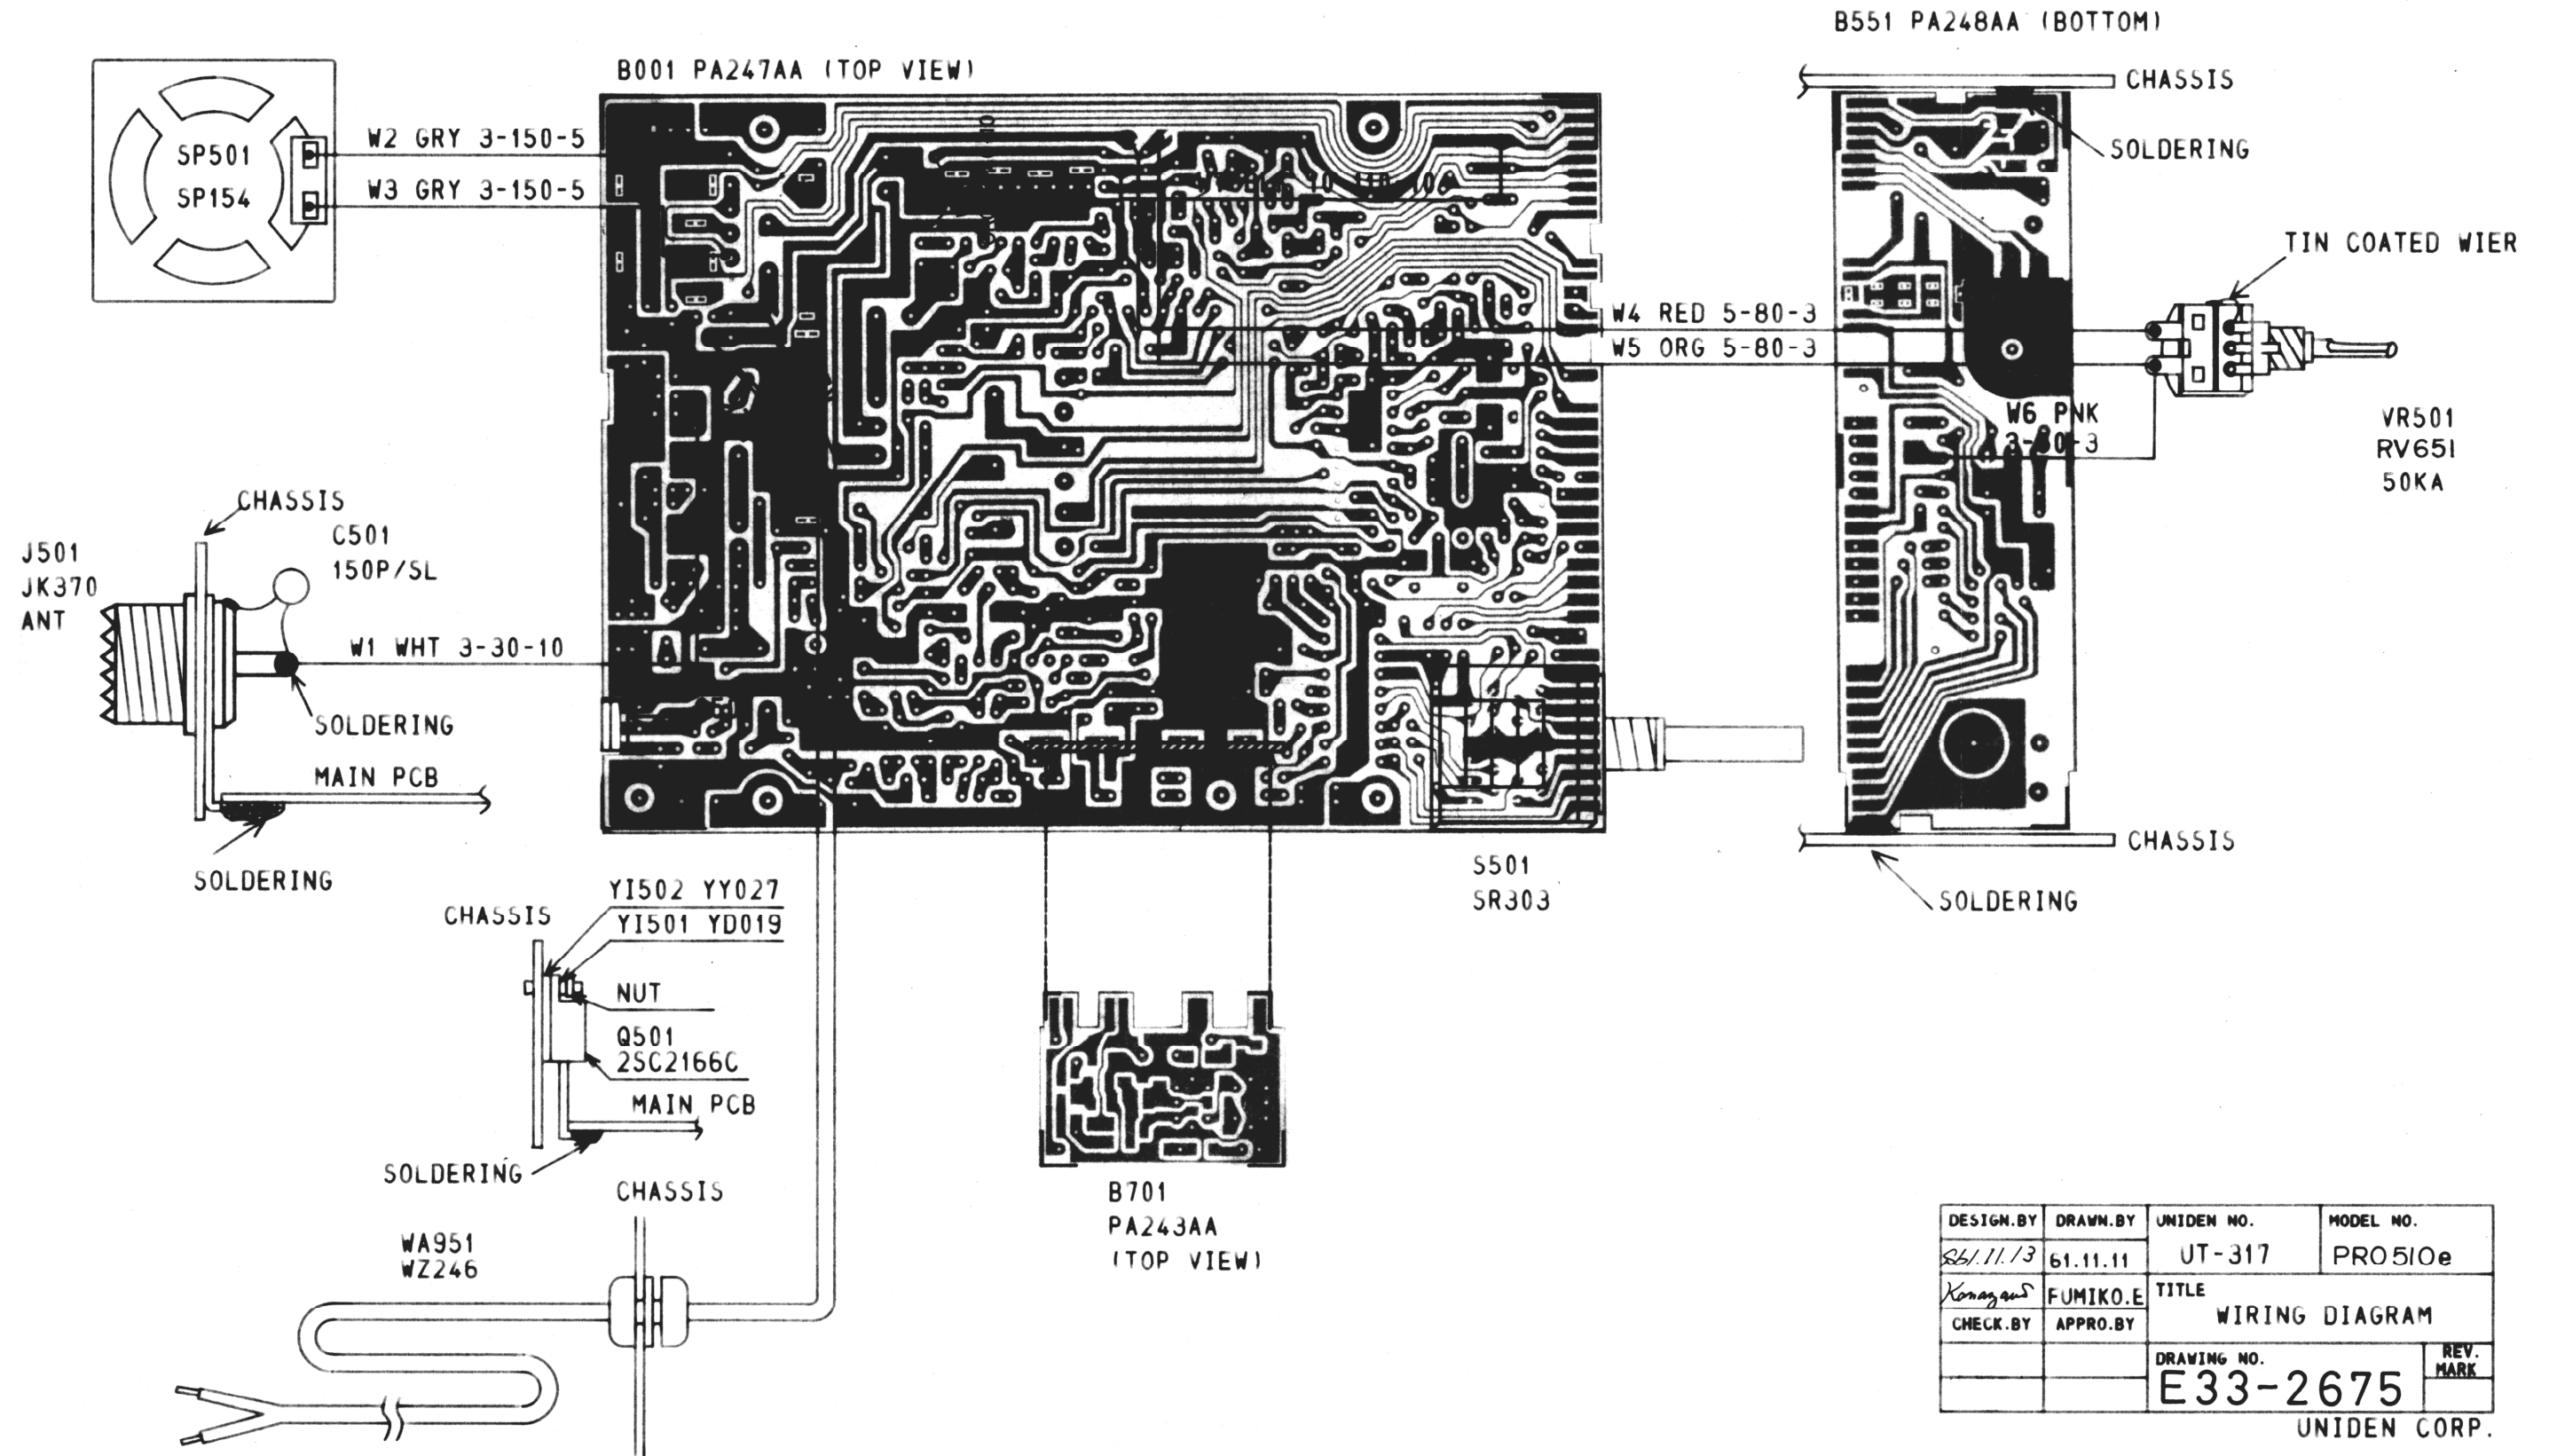 B551 PA248AA (BOTTOM)
B001 PA247AA (TOP VIEW)
CHASSIS
SOLDERING
SP501
SP154
W2 GRY 3-150-5
W3 GRY 3-150-5
TIN COATED WIER
W4 RED 5-80-3
W5 ORG 5-80-3
W6 PNK
VR501
RV651
50KA
CHASSIS
C501
150P/SL
J501
JK370
ANT
W1 WHT 3-30-10
SOLDERING
MAIN PCB
SOLDERING
S501
SR303
CHASSIS
SOLDERING
YI502 YY027
YI501 YD019
CHASSIS
NUT
Q501
2SC2166C
MAIN PCB
SOLDERING
CHASSIS
B701
PA243AA
(TOP VIEW)
WA951
WZ246
DESIGN.BY DRAWN.BY UNIDEN NO. MODEL NO.
61.11.11 UT-317 PRO510e
FUMIKO.E TITLE
WIRING DIAGRAM
CHECK.BY APPRO.BY
DRAWING NO. REV. MARK
E33-2675
UNIDEN CORP.